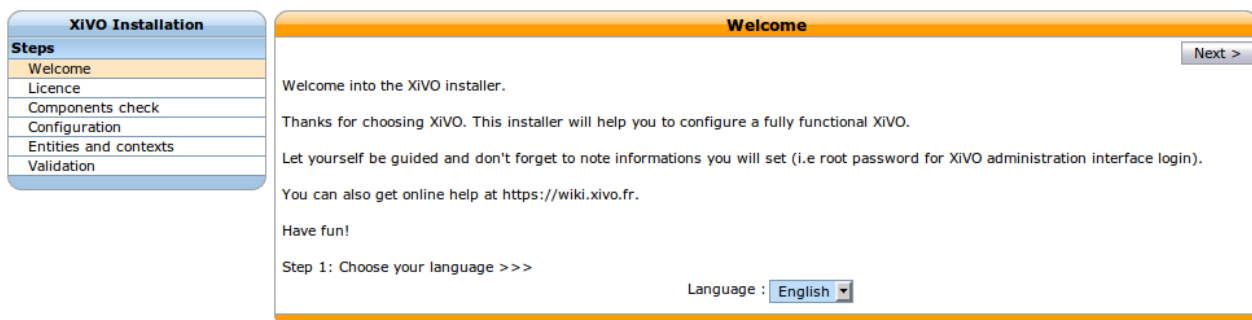 XiVO Installation
Steps
Welcome
Licence
Components check
Configuration
Entities and contexts
Validation
Welcome
Next >
Welcome into the XiVO installer.
Thanks for choosing XiVO. This installer will help you to configure a fully functional XiVO.
Let yourself be guided and don't forget to note informations you will set (i.e root password for XiVO administration interface login).
You can also get online help at https://wiki.xivo.fr.
Have fun!
Step 1: Choose your language >>>
Language : English